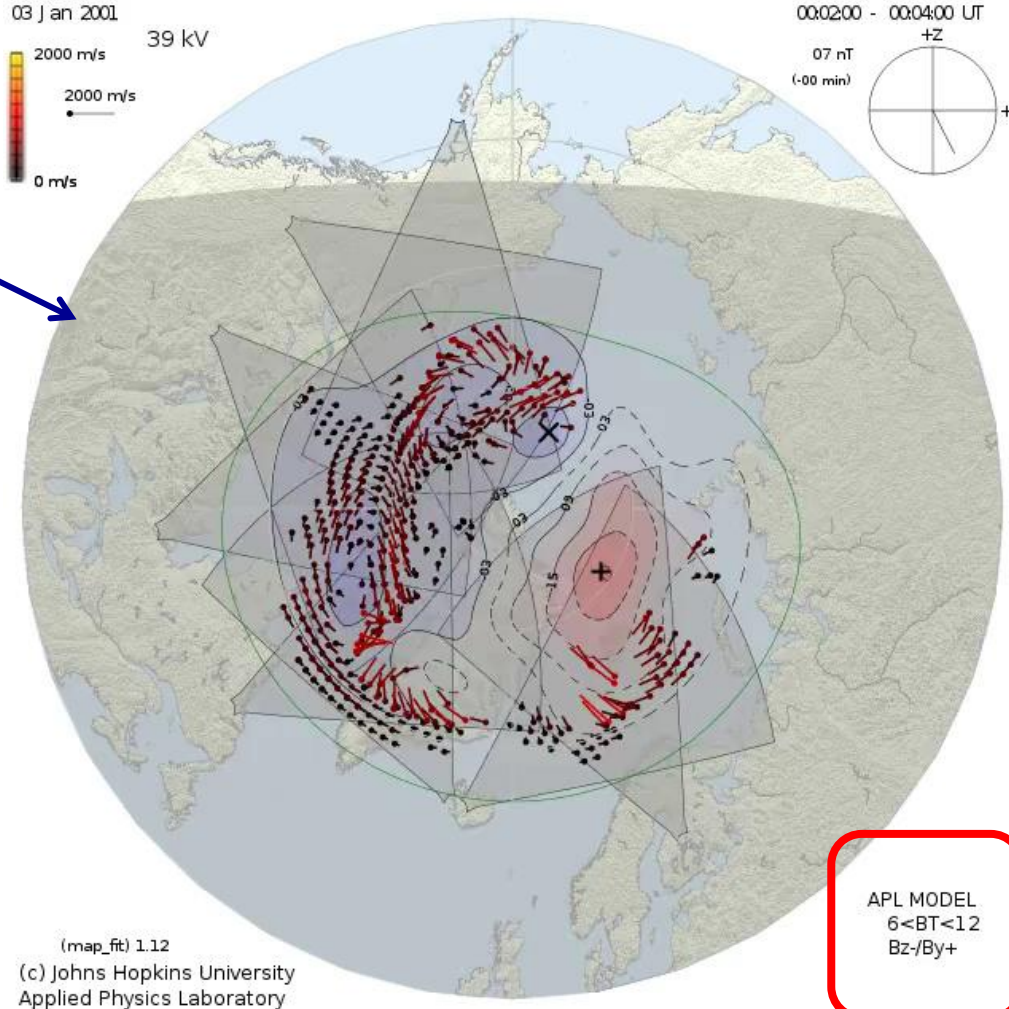 03 Jan 2001
39 kV
00:02:00 - 00:04:00 UT
+Z
2000 m/s
07 nT
(-00 min)
2000 m/s
+
0 m/s
-03
-03
03
03
03
03
-03
-15
(map_fit) 1.12
(c) Johns Hopkins University
Applied Physics Laboratory
APL MODEL
6<BT<12
Bz-/By+